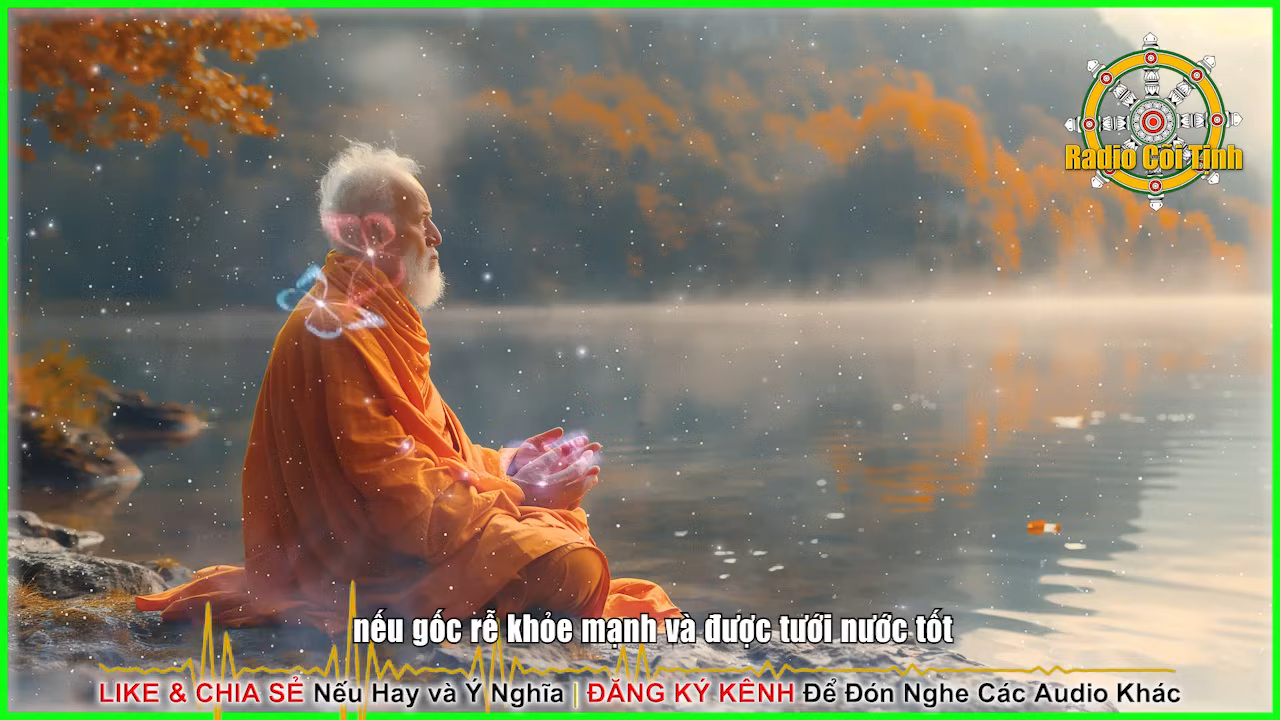 Radio Cõi Tịnh
nếu gốc rễ khỏe mạnh và được tưới nước tốt
LIKE & CHIA SẺ Nếu Hay và Ý Nghĩa | ĐĂNG KÝ KÊNH Để Đón Nghe Các Audio Khác